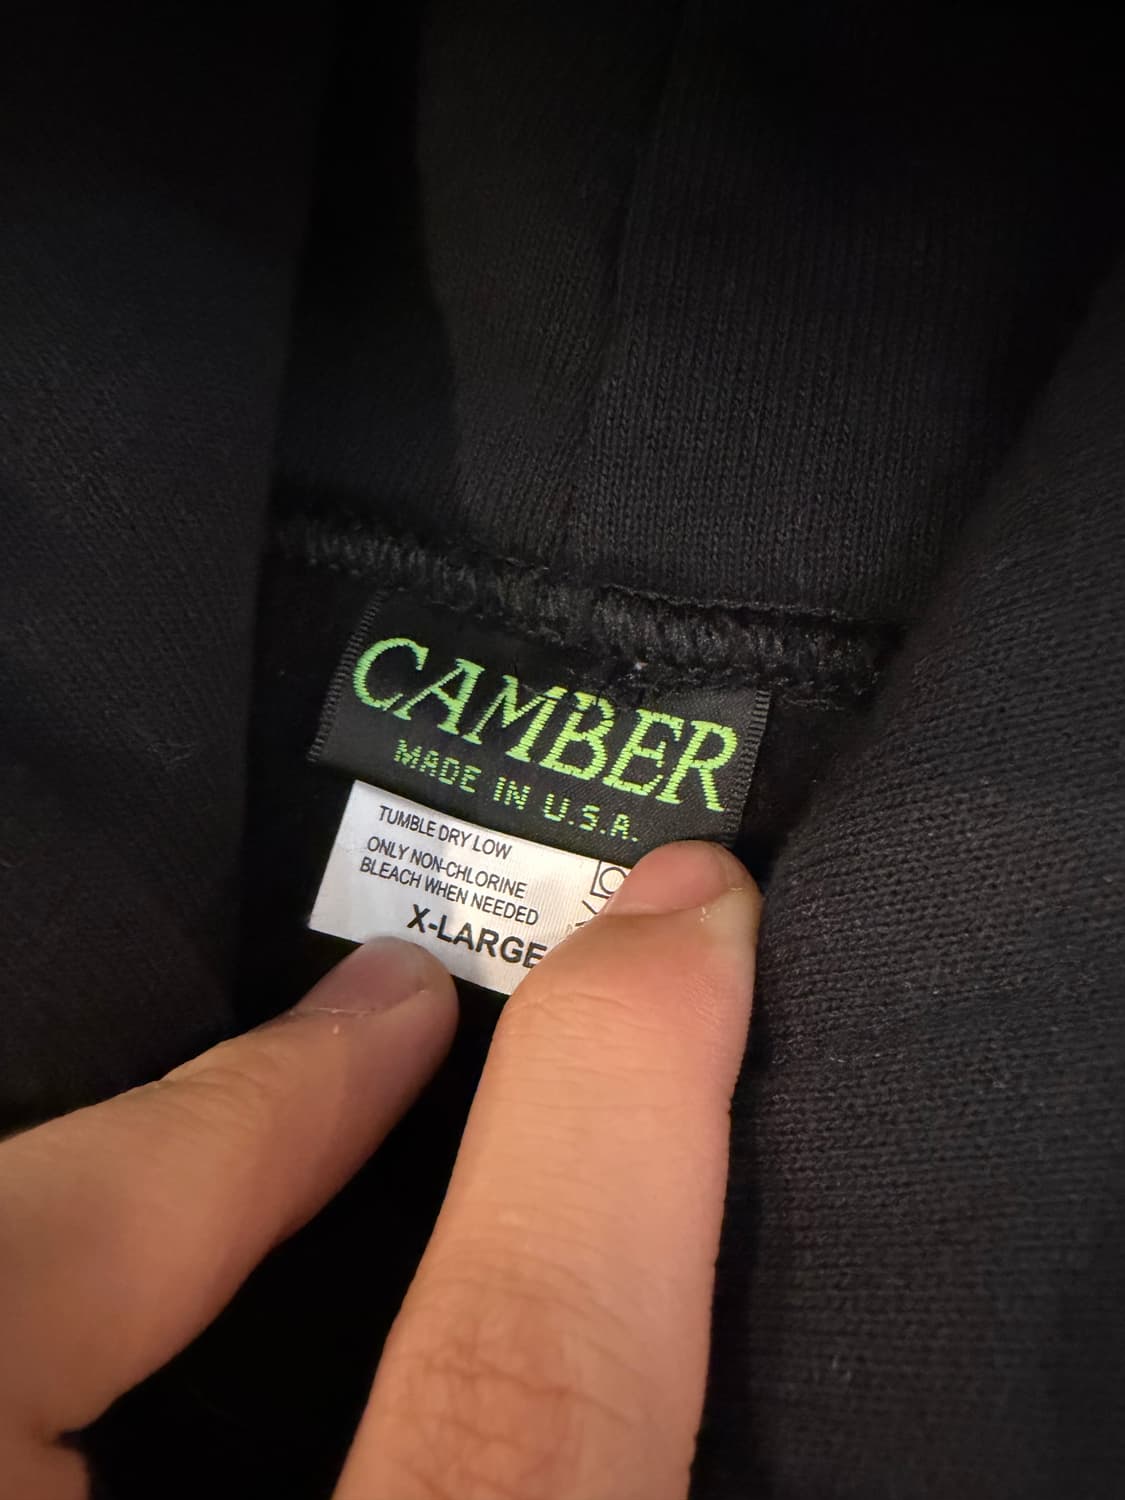 CAMBER
MADE IN U.S.A.
TUMBLE DRY LOW
ONLY NON-CHLORINE
BLEACH WHEN NEEDED
X-LARGE